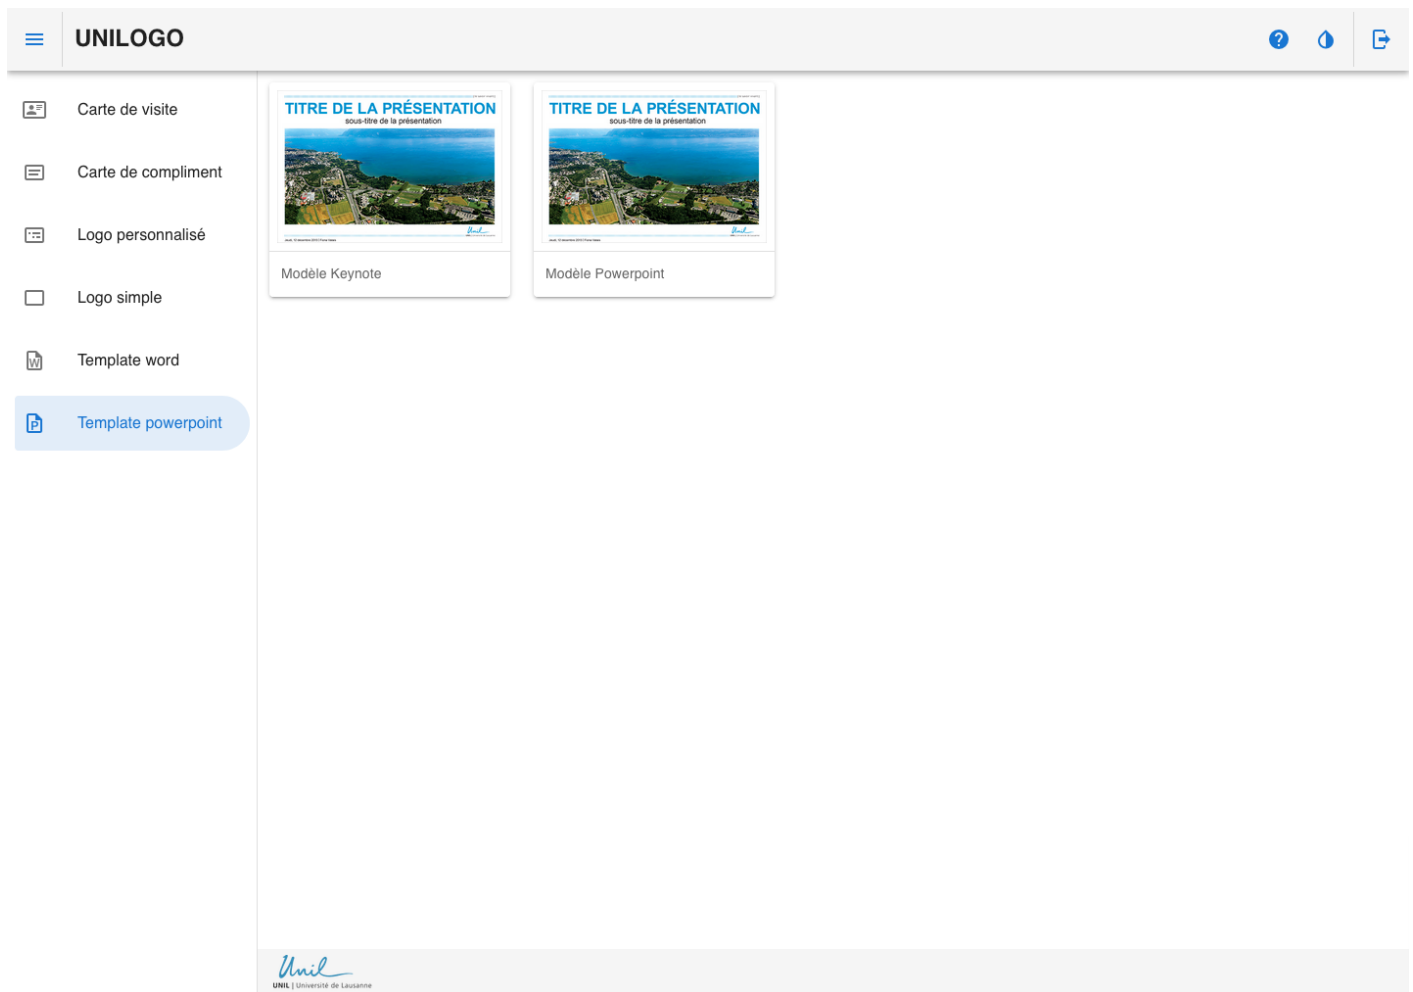 UNILOGO
Carte de visite
Carte de compliment
Logo personnalisé
Logo simple
Template word
Template powerpoint
TITRE DE LA PRÉSENTATION
sous-titre de la présentation
Unil
Modèle Keynote
TITRE DE LA PRÉSENTATION
sous-titre de la présentation
Unil
Modèle Powerpoint
Unil
UNIL | Université de Lausanne